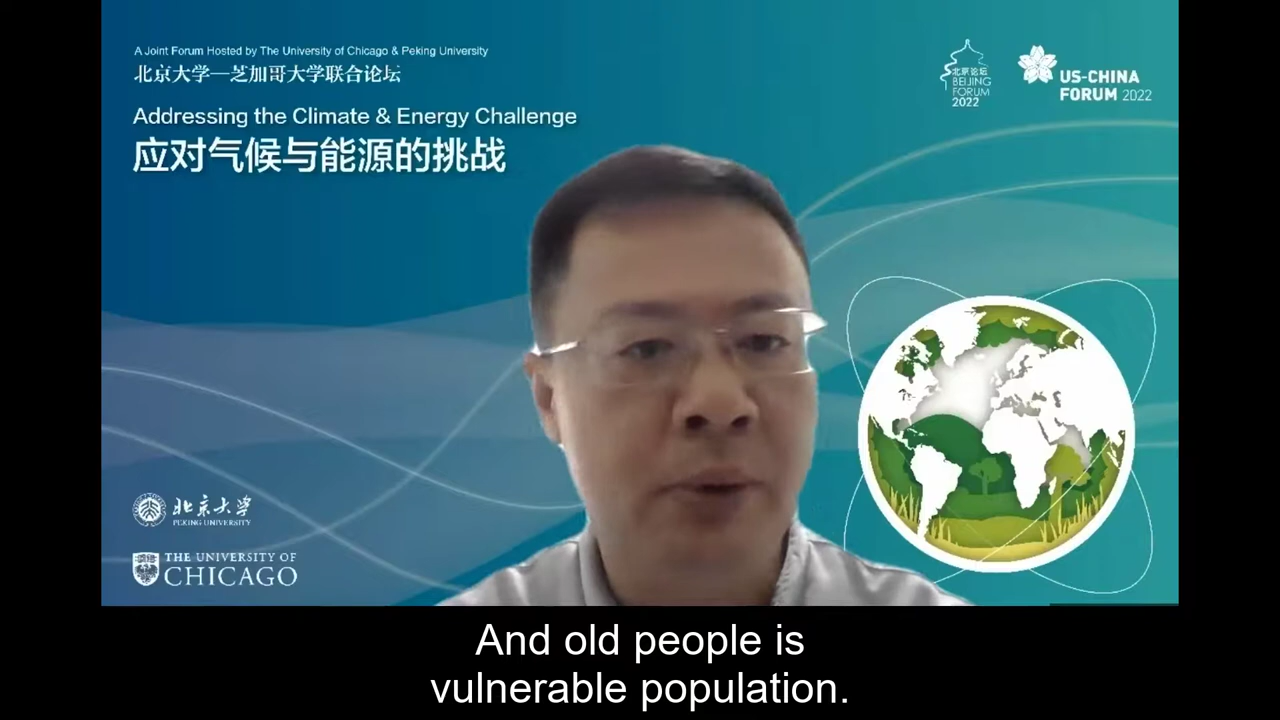 A Joint Forum Hosted by The University of Chicago & Peking University
北京大学—芝加哥大学联合论坛
Addressing the Climate & Energy Challenge
应对气候与能源的挑战
北京论坛
BEIJING
FORUM
2022
US-CHINA
FORUM 2022
北京大学
PEKING UNIVERSITY
THE UNIVERSITY OF
CHICAGO
And old people is
vulnerable population.